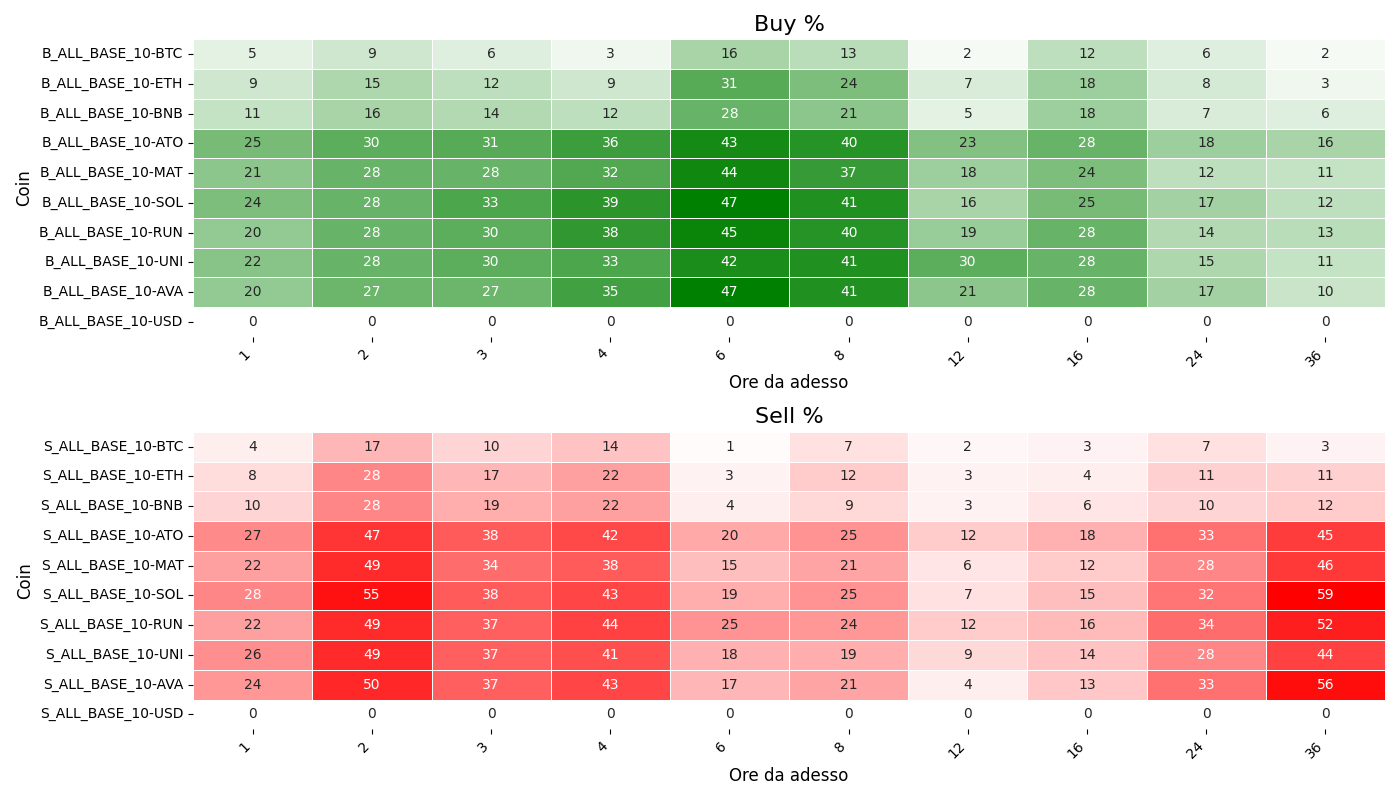 Buy %
Coin
B_ALL_BASE_10-BTC 5 9 6 3 16 13 2 12 6 2
B_ALL_BASE_10-ETH 9 15 12 9 31 24 7 18 8 3
B_ALL_BASE_10-BNB 11 16 14 12 28 21 5 18 7 6
B_ALL_BASE_10-ATO 25 30 31 36 43 40 23 28 18 16
B_ALL_BASE_10-MAT 21 28 28 32 44 37 18 24 12 11
B_ALL_BASE_10-SOL 24 28 33 39 47 41 16 25 17 12
B_ALL_BASE_10-RUN 20 28 30 38 45 40 19 28 14 13
B_ALL_BASE_10-UNI 22 28 30 33 42 41 30 28 15 11
B_ALL_BASE_10-AVA 20 27 27 35 47 41 21 28 17 10
B_ALL_BASE_10-USD 0 0 0 0 0 0 0 0 0 0
1 2 3 4 6 8 12 16 24 36
Ore da adesso
Sell %
Coin
S_ALL_BASE_10-BTC 4 17 10 14 1 7 2 3 7 3
S_ALL_BASE_10-ETH 8 28 17 22 3 12 3 4 11 11
S_ALL_BASE_10-BNB 10 28 19 22 4 9 3 6 10 12
S_ALL_BASE_10-ATO 27 47 38 42 20 25 12 18 33 45
S_ALL_BASE_10-MAT 22 49 34 38 15 21 6 12 28 46
S_ALL_BASE_10-SOL 28 55 38 43 19 25 7 15 32 59
S_ALL_BASE_10-RUN 22 49 37 44 25 24 12 16 34 52
S_ALL_BASE_10-UNI 26 49 37 41 18 19 9 14 28 44
S_ALL_BASE_10-AVA 24 50 37 43 17 21 4 13 33 56
S_ALL_BASE_10-USD 0 0 0 0 0 0 0 0 0 0
1 2 3 4 6 8 12 16 24 36
Ore da adesso